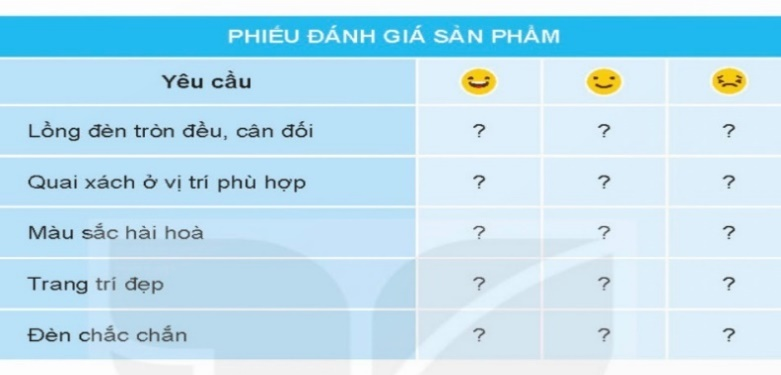 PHIẾU ĐÁNH GIÁ SẢN PHẨM
Yêu cầu
Lồng đèn tròn đều, cân đối ? ? ?
Quai xách ở vị trí phù hợp ? ? ?
Màu sắc hài hoà ? ? ?
Trang trí đẹp ? ? ?
Đèn chắc chắn ? ? ?